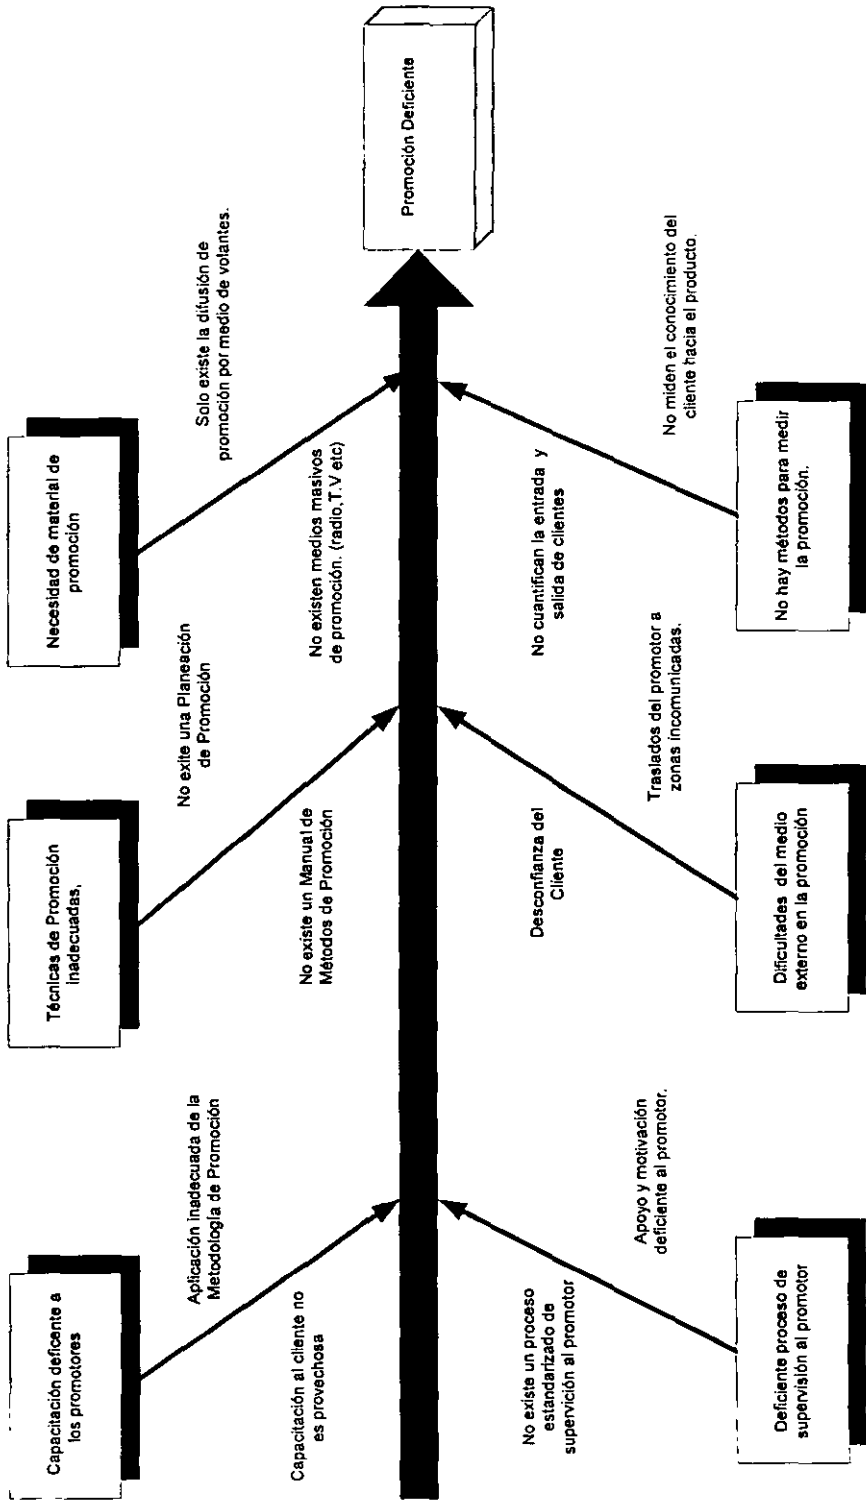 Capacitación deficente a
los promotores
Aplicación inadecuada de la
Metodología de Promoción
Capacitación al cliente no
es provechosa
Técnicas de Promoción
inadecuadas,
No exite una Planeación
de Promoción
No existe un Manual de
Métodos de Promoción
Necesidad de material de
promoción
Solo existe la difusión de
promoción por medio de volantes.
No existen medios masivos
de promoción. (radio,T.V etc)
Promoción Deficiente
No existe un proceso
estandarizado de
supervición al promotor
Apoyo y motivación
deficiente al promotor.
Deficiente proceso de
supervisión al promotor
Desconfianza del
Cliente
Traslados del promotor a
zonas incomunicadas.
Dificultades del medio
externo en la promoción
No cuantifican la entrada y
salida de clientes
No miden el conocimiento del
cliente hacia el producto.
No hay métodos para medir
la promoción.